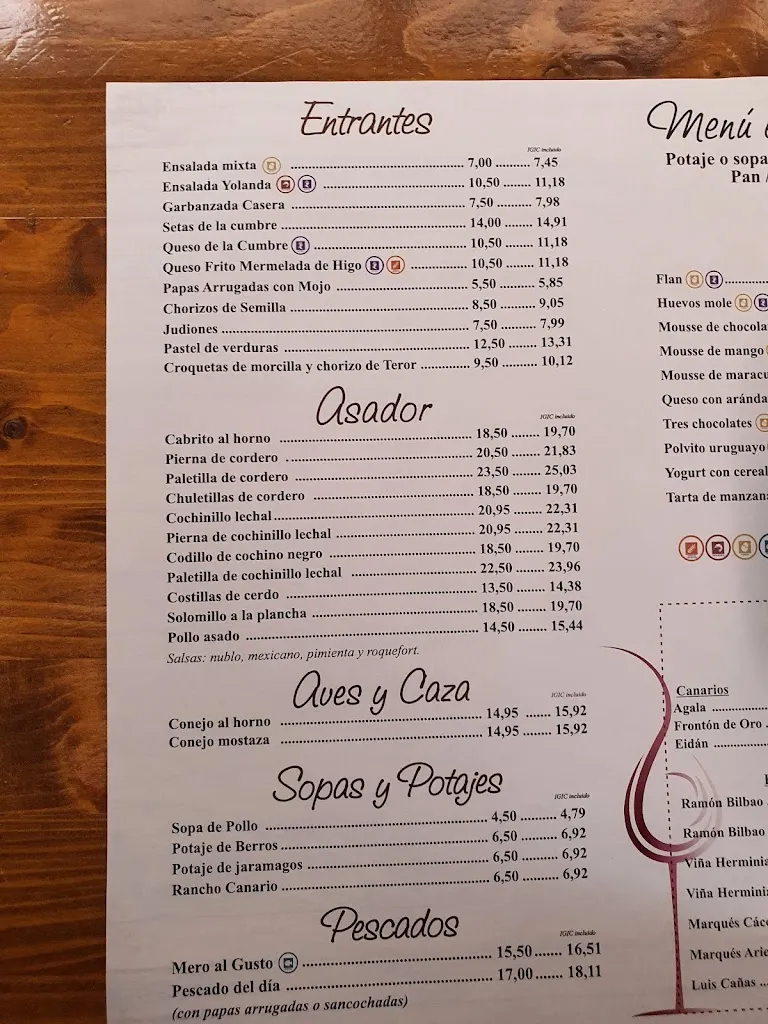 Entrantes
IGIC incluido
Ensalada mixta ........ 7,00 ........ 7,45
Ensalada Yolanda ........ 10,50 ........ 11,18
Garbanzada Casera ........ 7,50 ........ 7,98
Setas de la cumbre ........ 14,00 ........ 14,91
Queso de la Cumbre ........ 10,50 ........ 11,18
Queso Frito Mermelada de Higo ........ 10,50 ........ 11,18
Papas Arrugadas con Mojo ........ 5,50 ........ 5,85
Chorizos de Semilla ........ 8,50 ........ 9,05
Judiones ........ 7,50 ........ 7,99
Pastel de verduras ........ 12,50 ........ 13,31
Croquetas de morcilla y chorizo de Teror ........ 9,50 ........ 10,12
Asador
IGIC incluido
Cabrito al horno ........ 18,50 ........ 19,70
Pierna de cordero ........ 20,50 ........ 21,83
Paletilla de cordero ........ 23,50 ........ 25,03
Chuletillas de cordero ........ 18,50 ........ 19,70
Cochinillo lechal ........ 20,95 ........ 22,31
Pierna de cochinillo lechal ........ 20,95 ........ 22,31
Codillo de cochino negro ........ 18,50 ........ 19,70
Paletilla de cochinillo lechal ........ 22,50 ........ 23,96
Costillas de cerdo ........ 13,50 ........ 14,38
Solomillo a la plancha ........ 18,50 ........ 19,70
Pollo asado ........ 14,50 ........ 15,44
Salsas: nublo, mexicano, pimienta y roquefort.
Aves y Caza
IGIC incluido
Conejo al horno ........ 14,95 ........ 15,92
Conejo mostaza ........ 14,95 ........ 15,92
Sopas y Potajes
IGIC incluido
Sopa de Pollo ........ 4,50 ........ 4,79
Potaje de Berros ........ 6,50 ........ 6,92
Potaje de jaramagos ........ 6,50 ........ 6,92
Rancho Canario ........ 6,50 ........ 6,92
Pescados
IGIC incluido
Mero al Gusto ........ 15,50 ........ 16,51
Pescado del día ........ 17,00 ........ 18,11
(con papas arrugadas o sancochadas)
Menú
Potaje o sopa
Pan /
Flan ........
Huevos mole
Mousse de chocola
Mousse de mango
Mousse de maracu
Queso con aránda
Tres chocolates
Polvito uruguayo
Yogurt con cereal
Tarta de manzan
Canarios
Agala ........
Frontón de Oro .
Eidán ........
Ramón Bilbao
Ramón Bilbao
Viña Herminia
Viña Hermini
Marqués Các
Marqués Arie
Luis Cañas ...